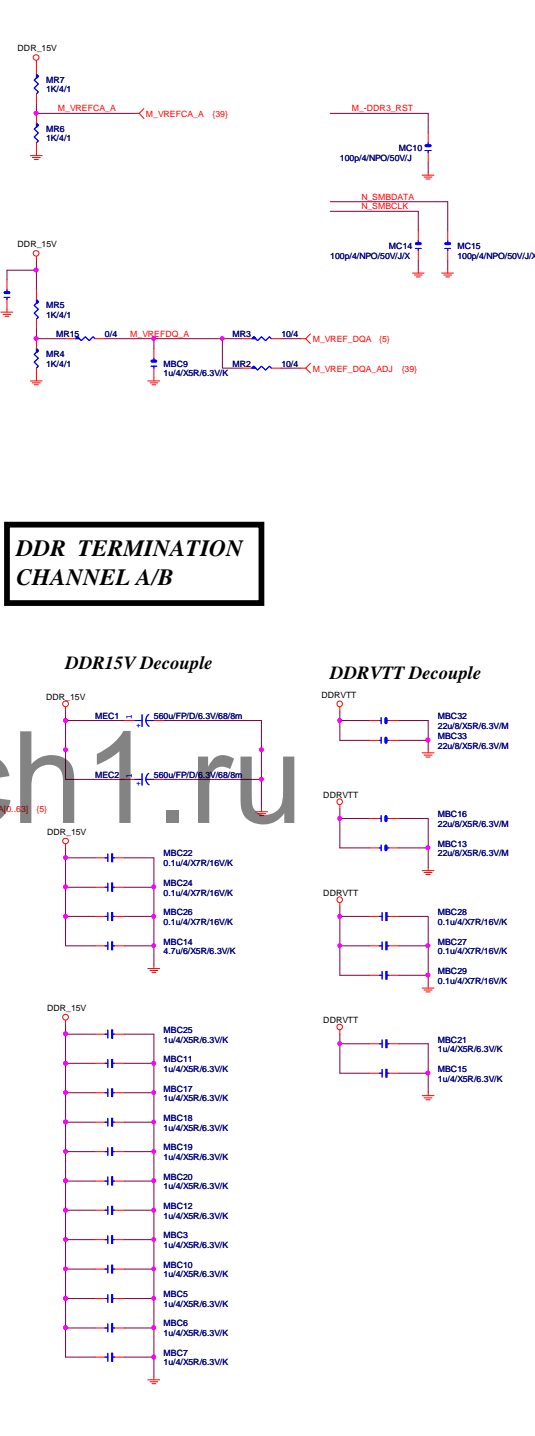 DDR_15V
MR7
1K/4/1
M_VREFCA_A
M_VREFCA_A {39}
MR6
1K/4/1
M_-DDR3_RST
MC10
100p/4/NPO/50V/J
N_SMBDATA
N_SMBCLK
MC14
100p/4/NPO/50V/J/X
MC15
100p/4/NPO/50V/J/X
DDR_15V
MR5
1K/4/1
MR15
0/4
M_VREFDQ_A
MR3
10/4
M_VREF_DQA {5}
MR4
1K/4/1
MBC9
1u/4/X5R/6.3V/K
MR2
10/4
M_VREF_DQA_ADJ {39}
DDR TERMINATION
CHANNEL A/B
DDR15V Decouple
DDR_15V
MEC1
1
+
560u/FP/D/6.3V/68/8m
MEC2
1
+
560u/FP/D/6.3V/68/8m
ch1.ru
A[0..63] {5}
DDR_15V
MBC22
0.1u/4/X7R/16V/K
MBC24
0.1u/4/X7R/16V/K
MBC26
0.1u/4/X7R/16V/K
MBC14
4.7u/6/X5R/6.3V/K
DDR_15V
MBC25
1u/4/X5R/6.3V/K
MBC11
1u/4/X5R/6.3V/K
MBC17
1u/4/X5R/6.3V/K
MBC18
1u/4/X5R/6.3V/K
MBC19
1u/4/X5R/6.3V/K
MBC20
1u/4/X5R/6.3V/K
MBC12
1u/4/X5R/6.3V/K
MBC3
1u/4/X5R/6.3V/K
MBC10
1u/4/X5R/6.3V/K
MBC5
1u/4/X5R/6.3V/K
MBC6
1u/4/X5R/6.3V/K
MBC7
1u/4/X5R/6.3V/K
DDRVTT Decouple
DDRVTT
MBC32
22u/8/X5R/6.3V/M
MBC33
22u/8/X5R/6.3V/M
DDRVTT
MBC16
22u/8/X5R/6.3V/M
MBC13
22u/8/X5R/6.3V/M
DDRVTT
MBC28
0.1u/4/X7R/16V/K
MBC27
0.1u/4/X7R/16V/K
MBC29
0.1u/4/X7R/16V/K
DDRVTT
MBC21
1u/4/X5R/6.3V/K
MBC15
1u/4/X5R/6.3V/K